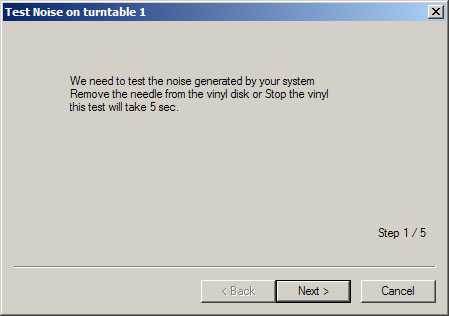 Test Noise on turntable 1
We need to test the noise generated by your system
Remove the needle from the vinyl disk or Stop the vinyl
this test will take 5 sec.
Step 1 / 5
< Back Next > Cancel